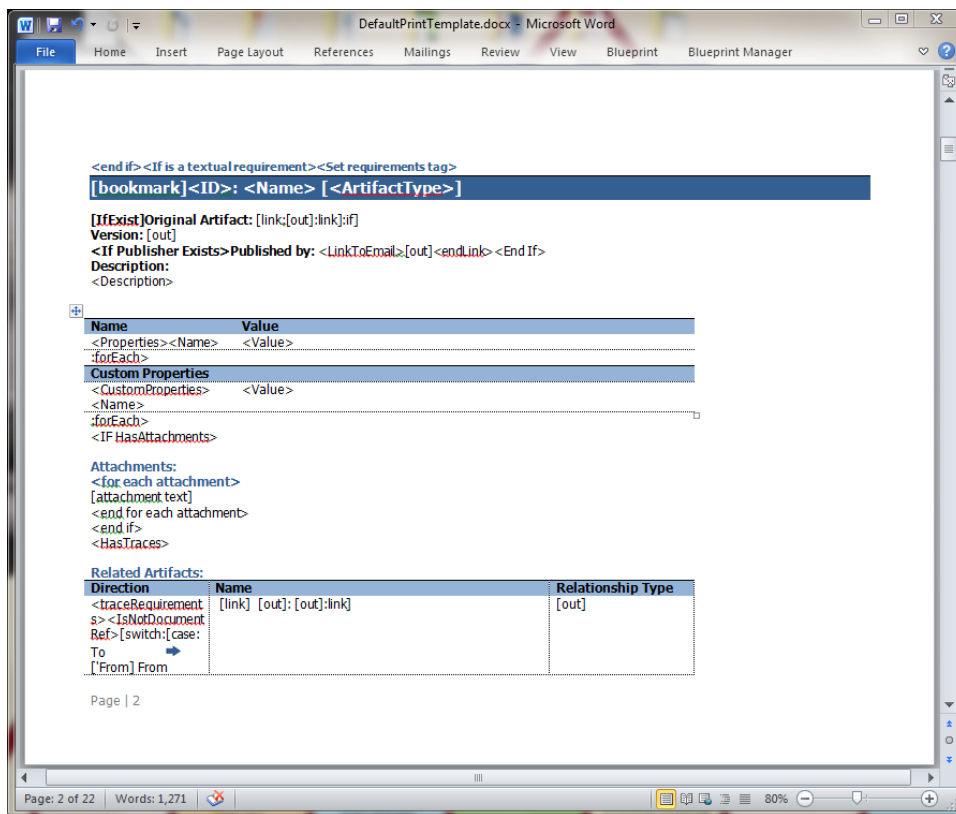 DefaultPrintTemplate.docx - Microsoft Word
File Home Insert Page Layout References Mailings Review View Blueprint Blueprint Manager
<end if><If is a textual requirement><Set requirements tag>
[bookmark]<ID>: <Name> [<ArtifactType>]
[IfExist]Original Artifact: [link;[out]:link]:if]
Version: [out]
<If Publisher Exists>Published by: <LinkToEmail>[out]<endLink><End If>
Description:
<Description>
Name Value
<Properties><Name> <Value>
:forEach>
Custom Properties
<CustomProperties> <Value>
<Name>
:forEach>
<IF HasAttachments>
Attachments:
<for each attachment>
[attachment text]
<end for each attachment>
<end if>
<HasTraces>
Related Artifacts:
Direction Name Relationship Type
<traceRequirement [link] [out]: [out]:link] [out]
s><IsNotDocument
Ref>[switch:[case:
To
['From] From
Page | 2
Page: 2 of 22 Words: 1,271 80%